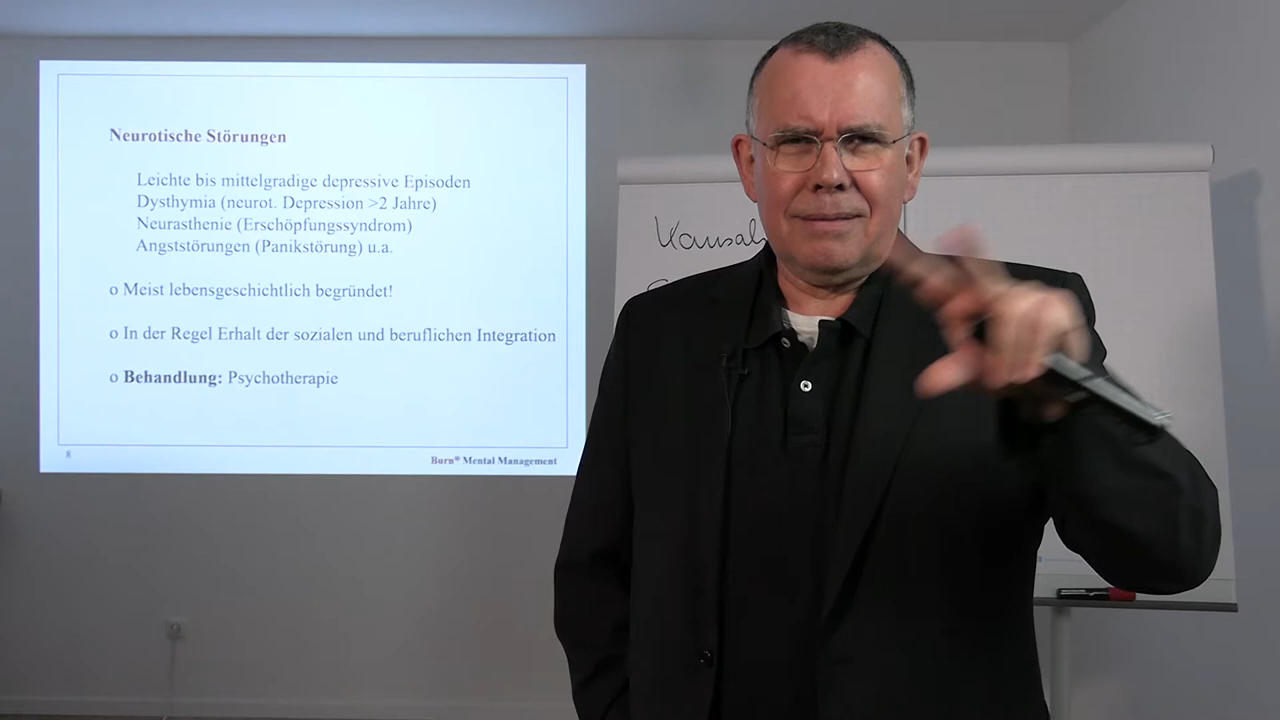 Neurotische Störungen
Leichte bis mittelgradige depressive Episoden
Dysthymia (neurot. Depression >2 Jahre)
Neurasthenie (Erschöpfungssyndrom)
Angststörungen (Panikstörung) u.a.
o Meist lebensgeschichtlich begründet!
o In der Regel Erhalt der sozialen und beruflichen Integration
o Behandlung: Psychotherapie
8
Burn® Mental Management
Kausal